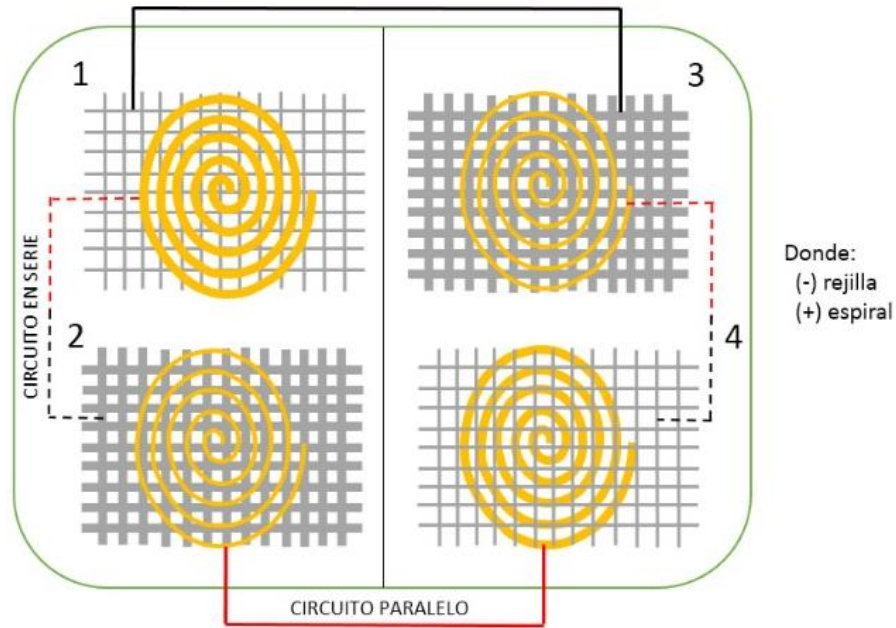 1
3
CIRCUITO EN SERIE
Donde:
(-) rejilla
(+) espiral
2
4
CIRCUITO PARALELO